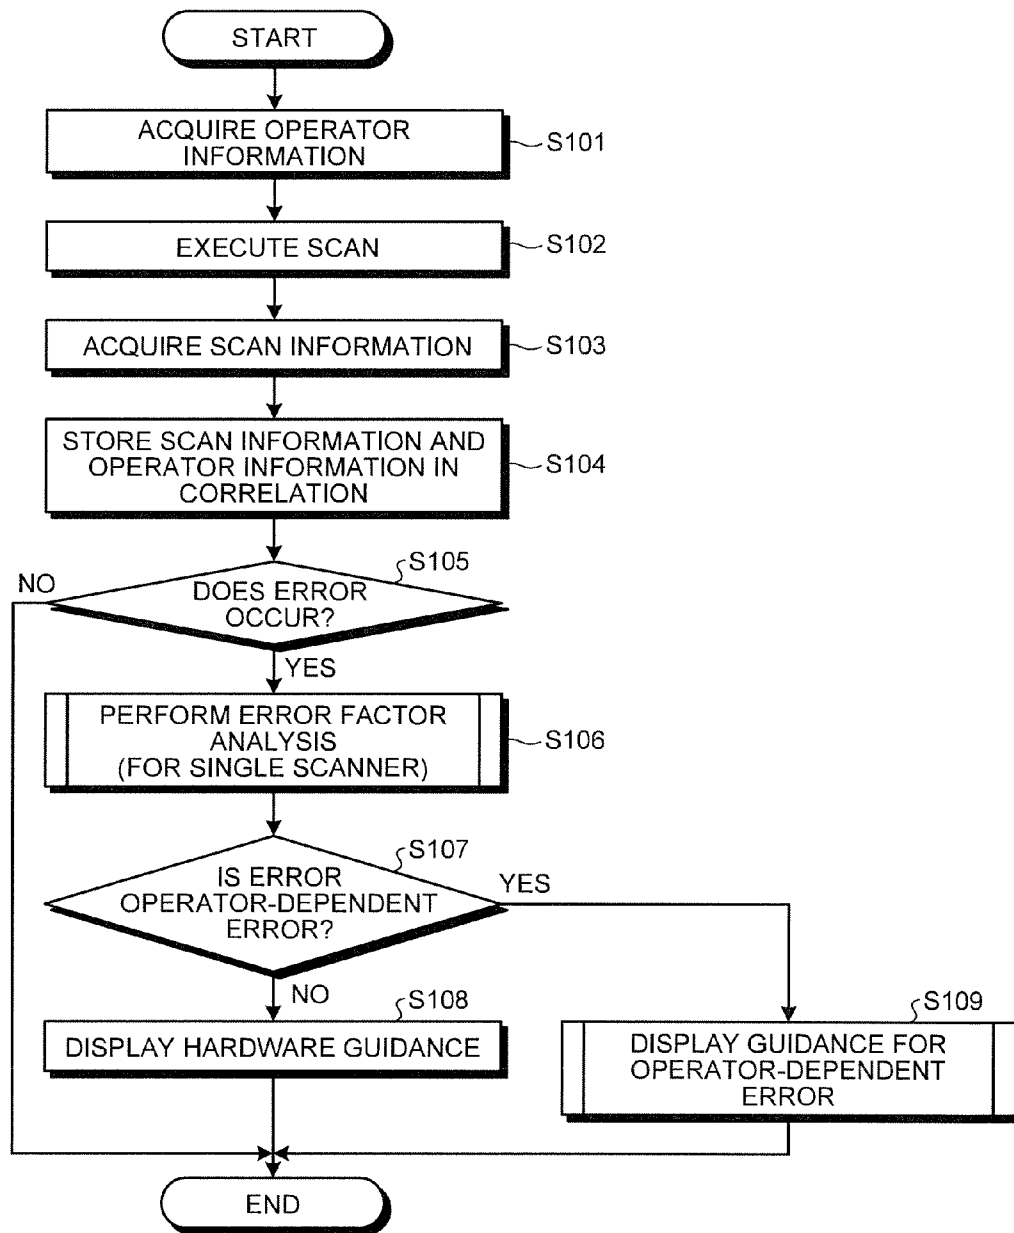 START
ACQUIRE OPERATOR
INFORMATION
S101
EXECUTE SCAN
S102
ACQUIRE SCAN INFORMATION
S103
STORE SCAN INFORMATION AND
OPERATOR INFORMATION IN
CORRELATION
S104
S105
NO
DOES ERROR
OCCUR?
YES
PERFORM ERROR FACTOR
ANALYSIS
(FOR SINGLE SCANNER)
S106
S107
IS ERROR
OPERATOR-DEPENDENT
ERROR?
YES
NO
S108
DISPLAY HARDWARE GUIDANCE
S109
DISPLAY GUIDANCE FOR
OPERATOR-DEPENDENT
ERROR
END